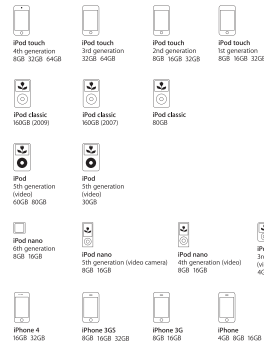 iPod touch
4th generation
8GB 32GB 64GB
iPod touch
3rd generation
32GB 64GB
iPod touch
2nd generation
8GB 16GB 32GB
iPod touch
1st generation
8GB 16GB 32GB
iPod classic
160GB (2009)
iPod classic
160GB (2007)
iPod classic
80GB
iPod
5th generation
(video)
60GB 80GB
iPod
5th generation
(video)
30GB
iPod nano
6th generation
8GB 16GB
iPod nano
5th generation (video camera)
8GB 16GB
iPod nano
4th generation (video)
8GB 16GB
iPhone 4
16GB 32GB
iPhone 3GS
8GB 16GB 32GB
iPhone 3G
8GB 16GB
iPhone
4GB 8GB 16GB